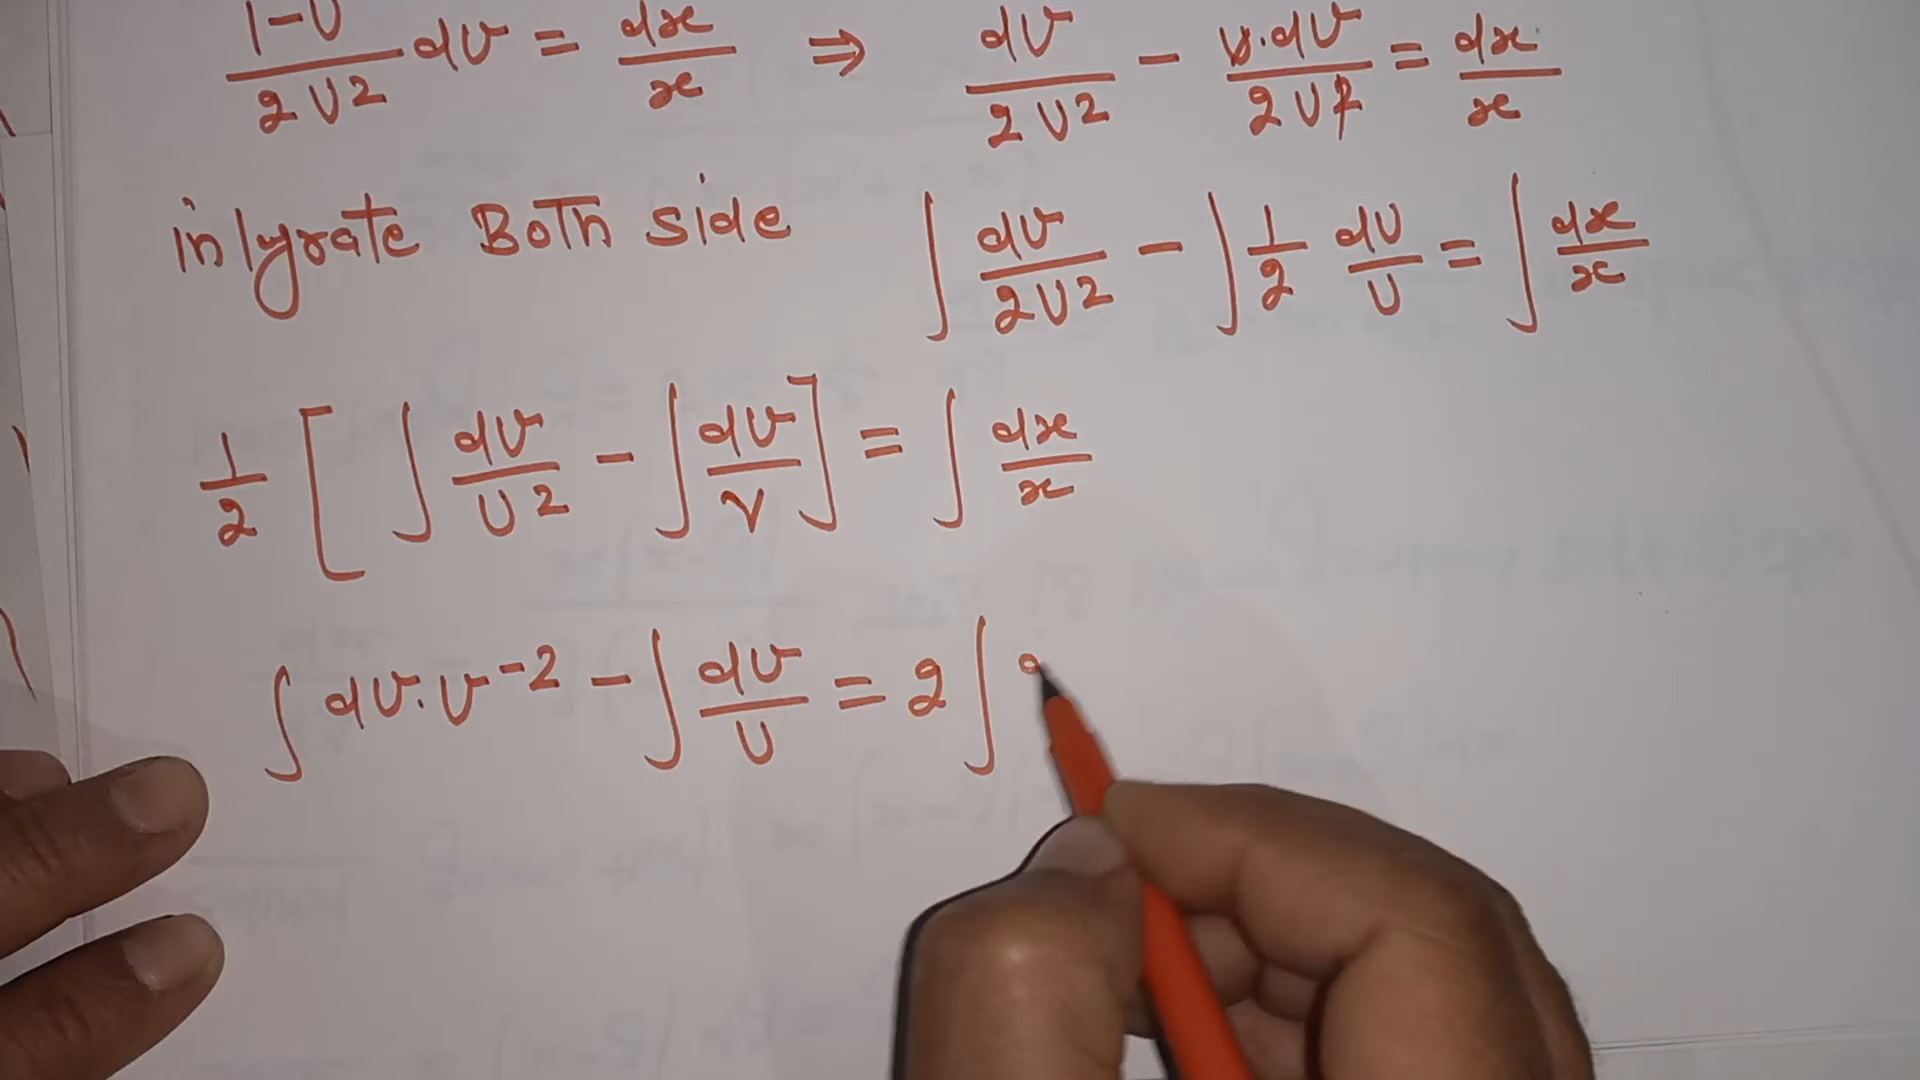 1-v/2v² dv = dx/x ⇒ dv/2v² - v.dv/2v² = dx/x
inlyrate Both side ∫ dv/2v² - ∫ 1/2 dv/v = ∫ dx/x
1/2 [ ∫ dv/v² - ∫ dv/v ] = ∫ dx/x
∫ dv.v⁻² - ∫ dv/v = 2 ∫